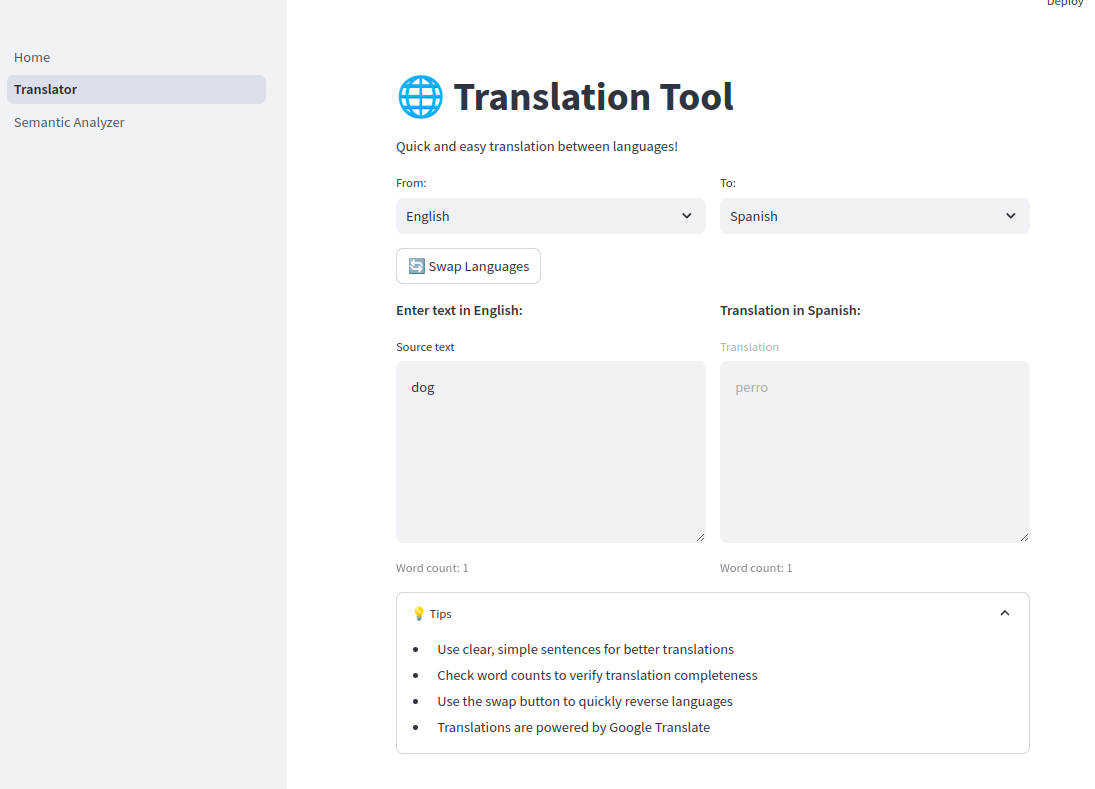 Deploy
Home
Translator
Semantic Analyzer
Translation Tool
Quick and easy translation between languages!
From:
To:
English
Spanish
Swap Languages
Enter text in English:
Translation in Spanish:
Source text
Translation
dog
perro
Word count: 1
Word count: 1
Tips
Use clear, simple sentences for better translations
Check word counts to verify translation completeness
Use the swap button to quickly reverse languages
Translations are powered by Google Translate